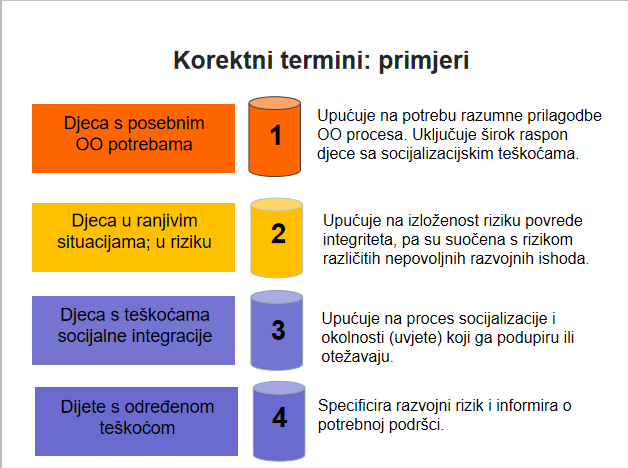 Korektni termini: primjeri
Djeca s posebnim
OO potrebama
1
Upućuje na potrebu razumne prilagodbe
OO procesa. Uključuje širok raspon
djece sa socijalizacijskim teškoćama.
Djeca u ranjivim
situacijama; u riziku
2
Upućuje na izloženost riziku povrede
integriteta, pa su suočena s rizikom
različitih nepovoljnih razvojnih ishoda.
Djeca s teškoćama
socijalne integracije
3
Upućuje na proces socijalizacije i
okolnosti (uvjete) koji ga podupiru ili
otežavaju.
Dijete s određenom
teškoćom
4
Specificira razvojni rizik i informira o
potrebnoj podršci.